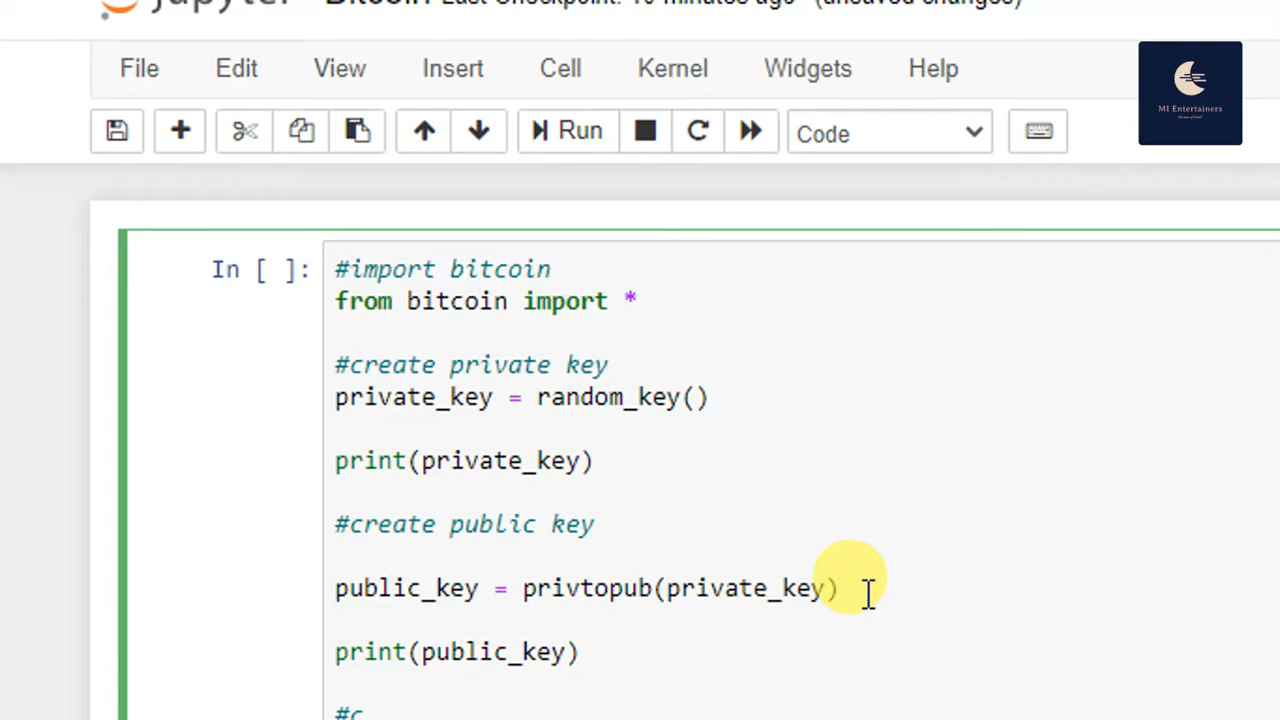 File Edit View Insert Cell Kernel Widgets Help
MI Entertainers
Run Code
In [ ]: #import bitcoin
from bitcoin import *
#create private key
private_key = random_key()
print(private_key)
#create public key
public_key = privtopub(private_key)
print(public_key)
#c